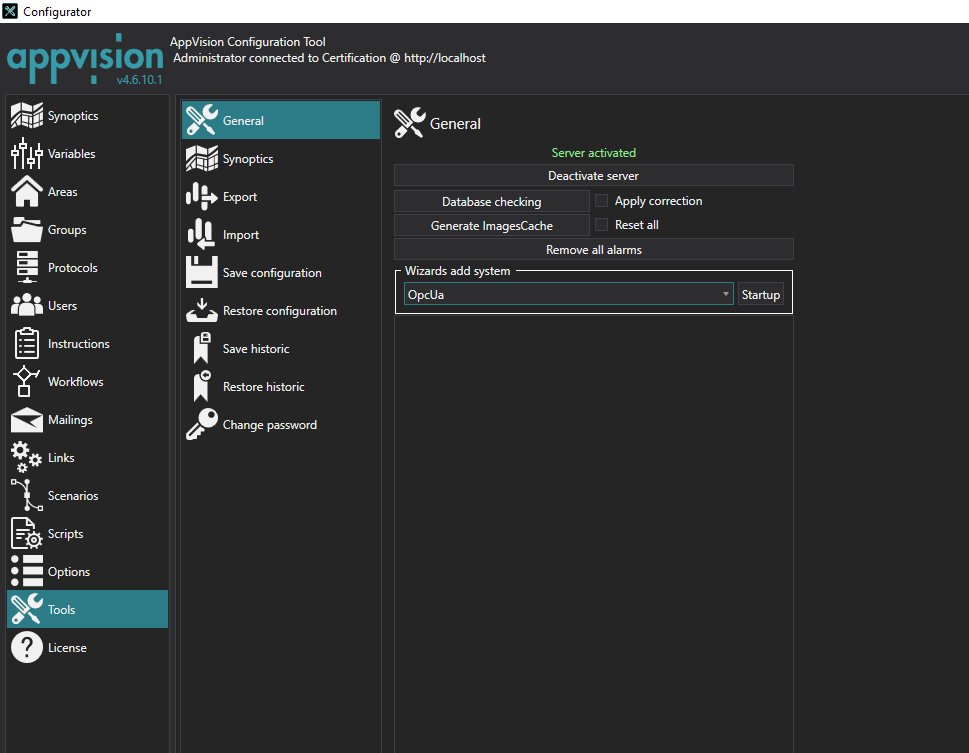 Configurator
appvision
v4.6.10.1
AppVision Configuration Tool
Administrator connected to Certification @ http://localhost
Synoptics
Variables
Areas
Groups
Protocols
Users
Instructions
Workflows
Mailings
Links
Scenarios
Scripts
Options
Tools
License
General
Synoptics
Export
Import
Save configuration
Restore configuration
Save historic
Restore historic
Change password
General
Server activated
Deactivate server
Database checking
Apply correction
Generate ImagesCache
Reset all
Remove all alarms
Wizards add system
OpcUa
Startup